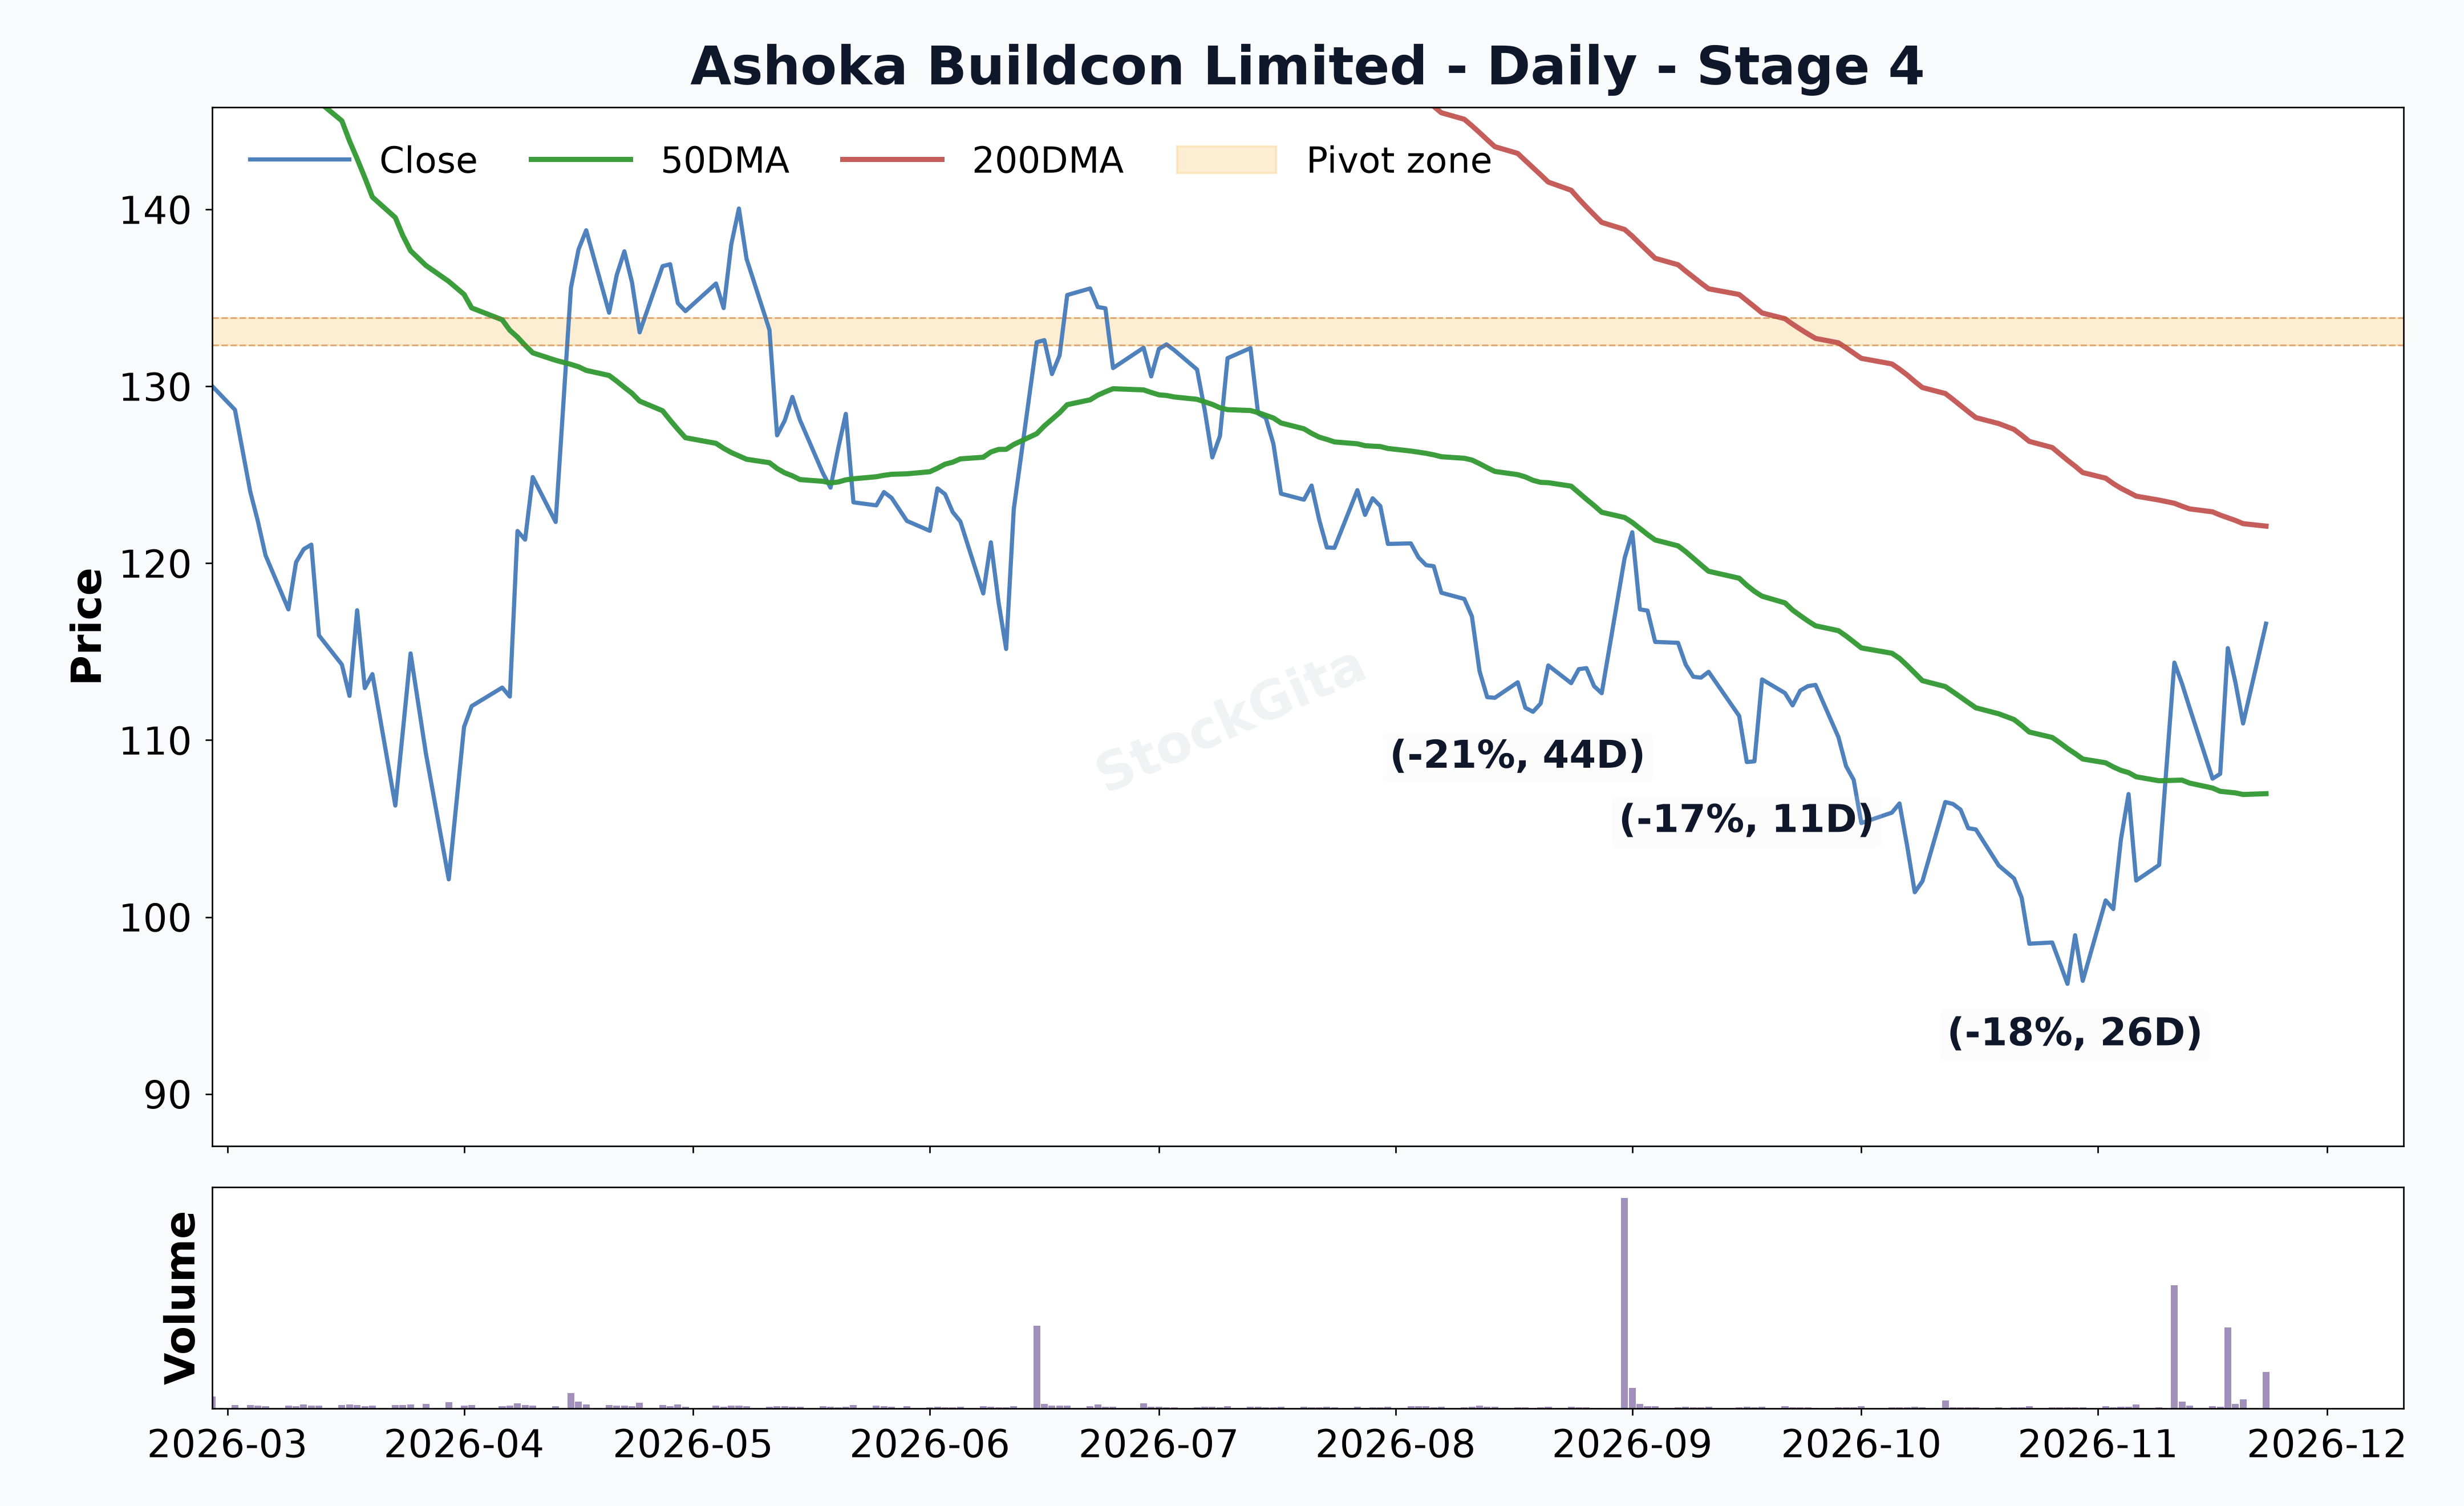 Ashoka Buildcon Limited - Daily - Stage 4
Close 50DMA 200DMA Pivot zone
140
130
120
110
100
90
Price
StockGita
(-21%, 44D)
(-17%, 11D)
(-18%, 26D)
Volume
2026-03 2026-04 2026-05 2026-06 2026-07 2026-08 2026-09 2026-10 2026-11 2026-12